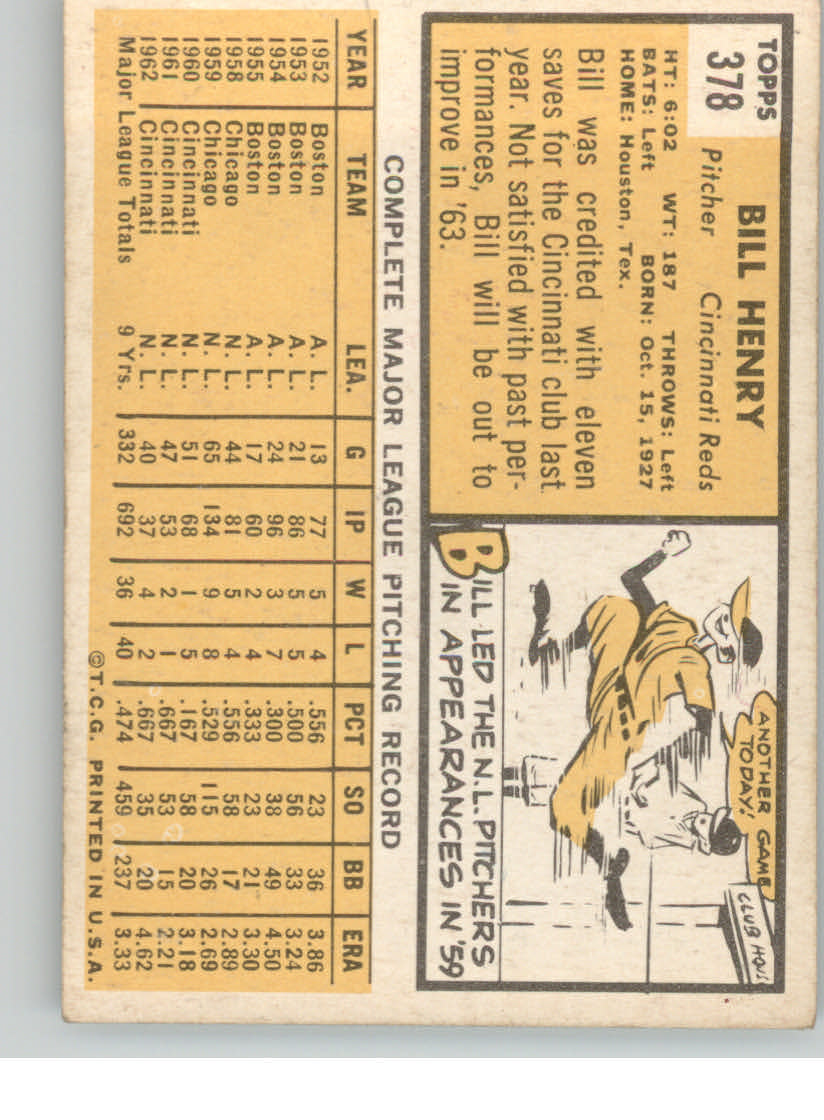 TOPPS
378
BILL HENRY
Pitcher Cincinnati Reds
HT: 6:02 WT: 187 THROWS: Left
BATS: Left BORN: Oct. 15, 1927
HOME: Houston, Tex.
Bill was credited with eleven
saves for the Cincinnati club last
year. Not satisfied with past per-
formances, Bill will be out to
improve in '63.
ANOTHER GAME
TODAY!
CLUB HOUS
BILL LED THE N.L. PITCHERS
IN APPEARANCES IN '59
COMPLETE MAJOR LEAGUE PITCHING RECORD
YEAR TEAM LEA. G IP W L PCT SO BB ERA
1952 Boston A. L. 13 77 5 4 .556 23 36 3.86
1953 Boston A. L. 21 86 5 5 .500 56 33 3.24
1954 Boston A. L. 24 96 3 7 .300 38 49 4.50
1955 Boston A. L. 17 60 2 4 .333 23 21 3.30
1958 Chicago N. L. 44 81 5 4 .556 58 17 2.89
1959 Chicago N. L. 65 134 9 8 .529 115 26 2.69
1960 Cincinnati N. L. 51 68 1 5 .167 58 20 3.18
1961 Cincinnati N. L. 47 53 2 1 .667 53 15 2.21
1962 Cincinnati N. L. 40 37 4 2 .667 35 20 4.62
Major League Totals 9 Yrs. 332 692 36 40 .474 459 237 3.33
©T.C.G. PRINTED IN U.S.A.